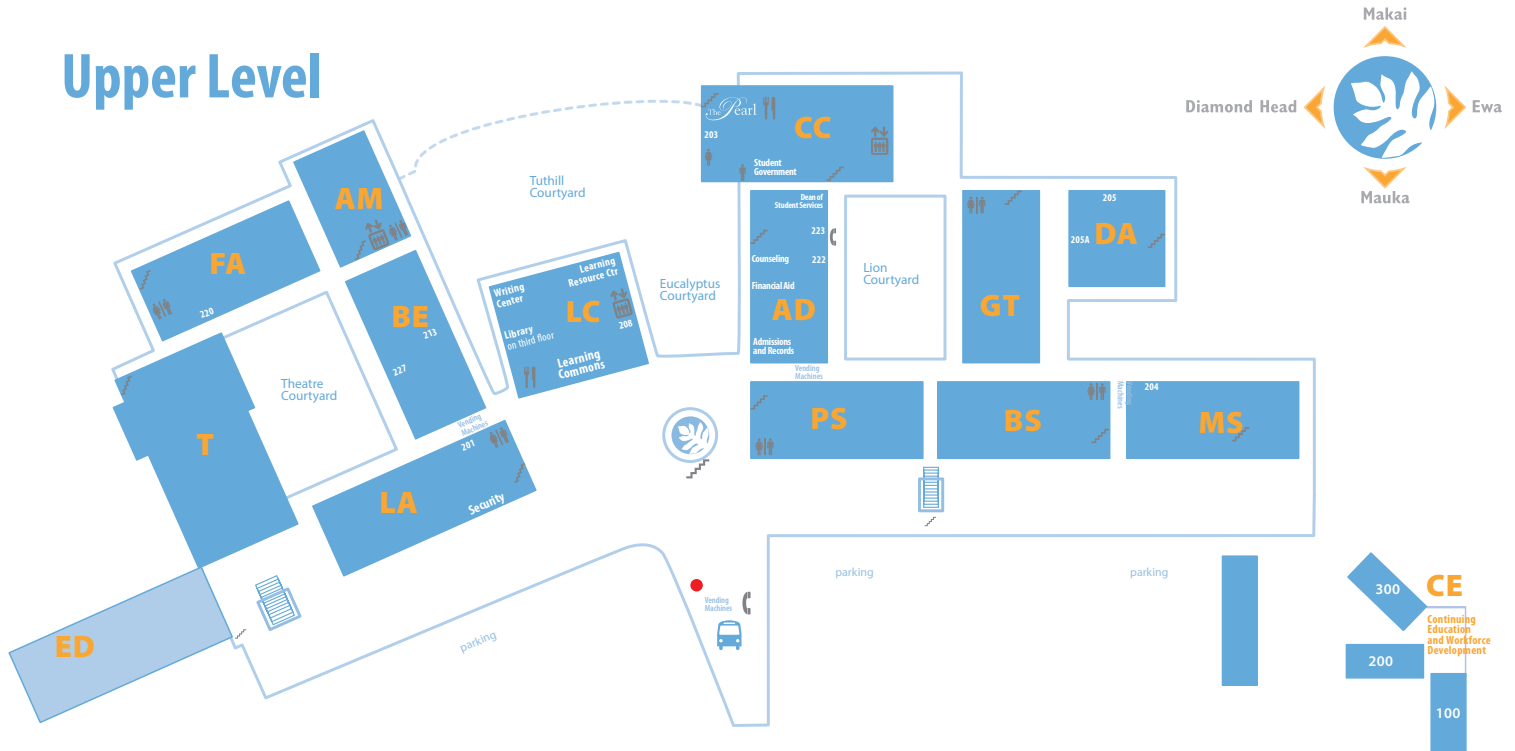 Upper Level
Makai
Diamond Head
Ewa
Mauka
The Pearl
203
CC
Student
Government
AM
Tuthill
Courtyard
FA
220
BE
213
227
Writing
Center
Learning
Resource Ctr
LC
208
Library
on third floor
Learning
Commons
Eucalyptus
Courtyard
Dean of
Student Services
223
Counseling
222
Financial Aid
AD
Admissions
and Records
Vending
Machines
Lion
Courtyard
GT
205
205A
DA
Theatre
Courtyard
T
Vending
Machines
201
LA
Security
PS
BS
Machines
204
MS
ED
parking
Vending
Machines
parking
parking
300
CE
Continuing
Education
and Workforce
Development
200
100